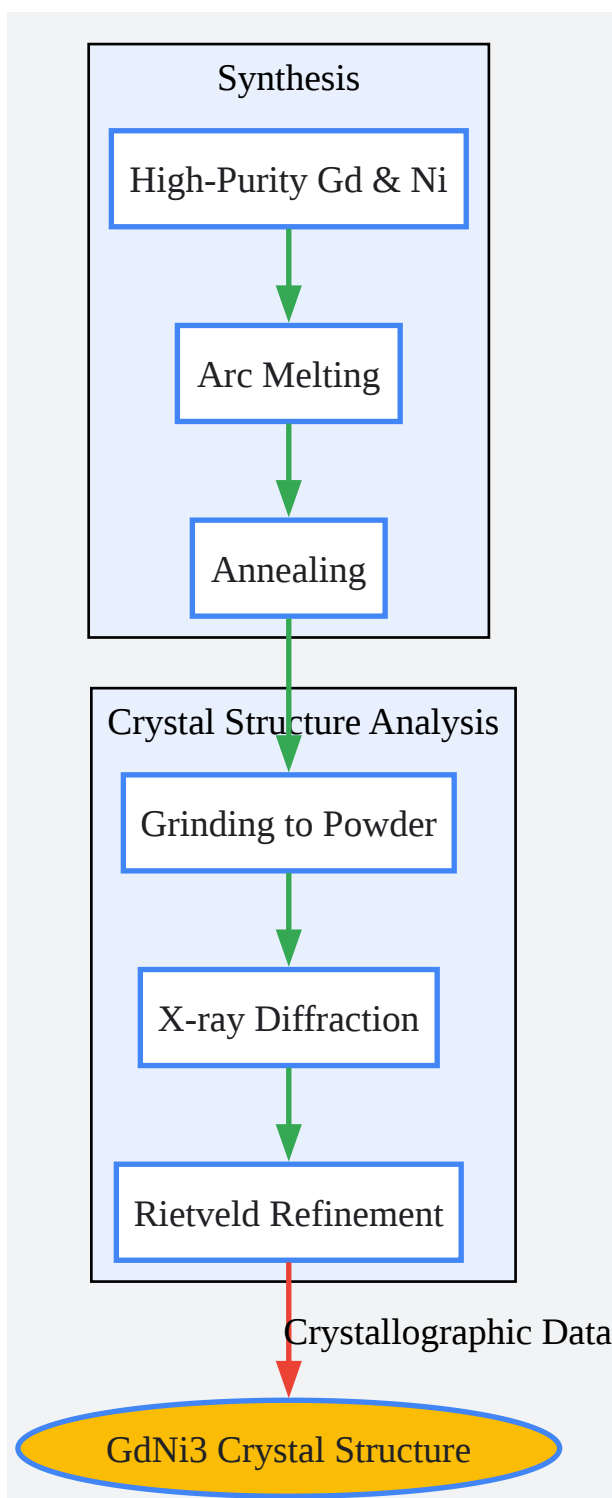 Synthesis
High-Purity Gd & Ni
Arc Melting
Annealing
Crystal Structure Analysis
Grinding to Powder
X-ray Diffraction
Rietveld Refinement
Crystallographic Data
GdNi3 Crystal Structure